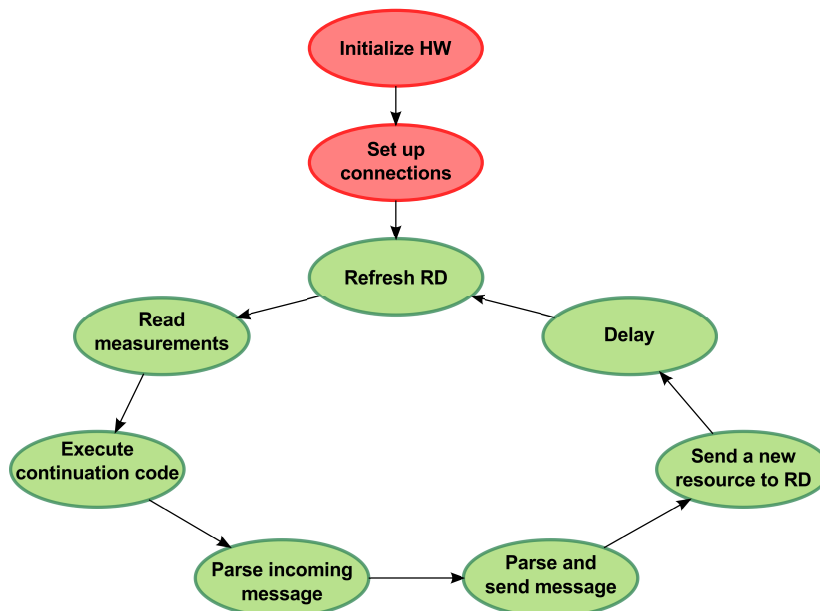 Initialize HW
Set up
connections
Refresh RD
Read
measurements
Delay
Execute
continuation code
Send a new
resource to RD
Parse incoming
message
Parse and
send message